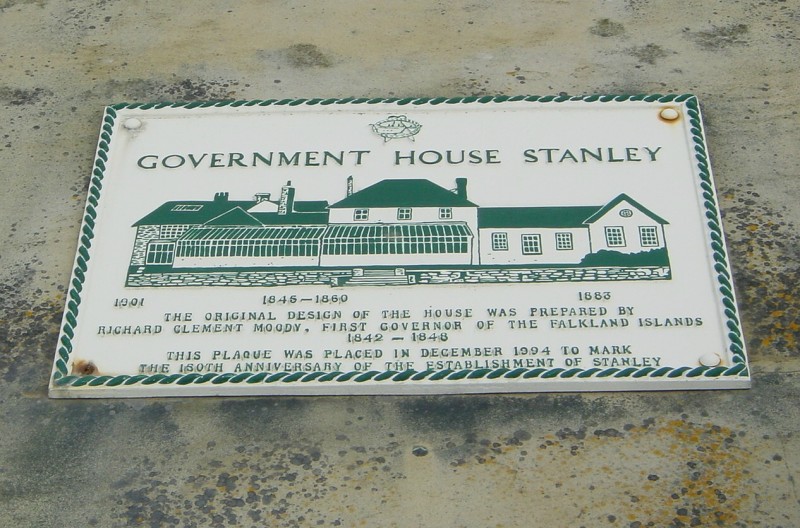 GOVERNMENT HOUSE STANLEY
1901 1845-1860 1883
THE ORIGINAL DESIGN OF THE HOUSE WAS PREPARED BY
RICHARD CLEMENT MOODY, FIRST GOVERNOR OF THE FALKLAND ISLANDS
1842 - 1848
THIS PLAQUE WAS PLACED IN DECEMBER 1994 TO MARK
THE 150TH ANNIVERSARY OF THE ESTABLISHMENT OF STANLEY